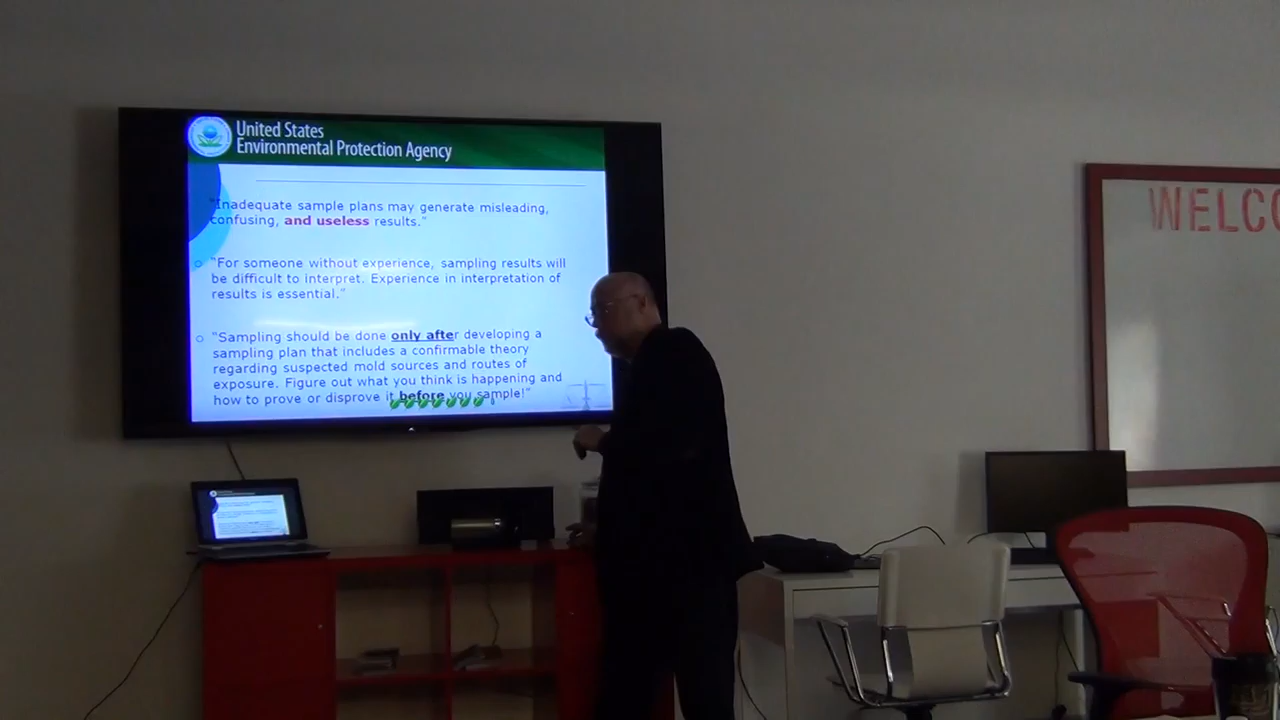 United States
Environmental Protection Agency
"Inadequate sample plans may generate misleading,
confusing, and useless results."
"For someone without experience, sampling results will
be difficult to interpret. Experience in interpretation of
results is essential."
"Sampling should be done only after developing a
sampling plan that includes a confirmable theory
regarding suspected mold sources and routes of
exposure. Figure out what you think is happening and
how to prove or disprove it before you sample!"
WELCO